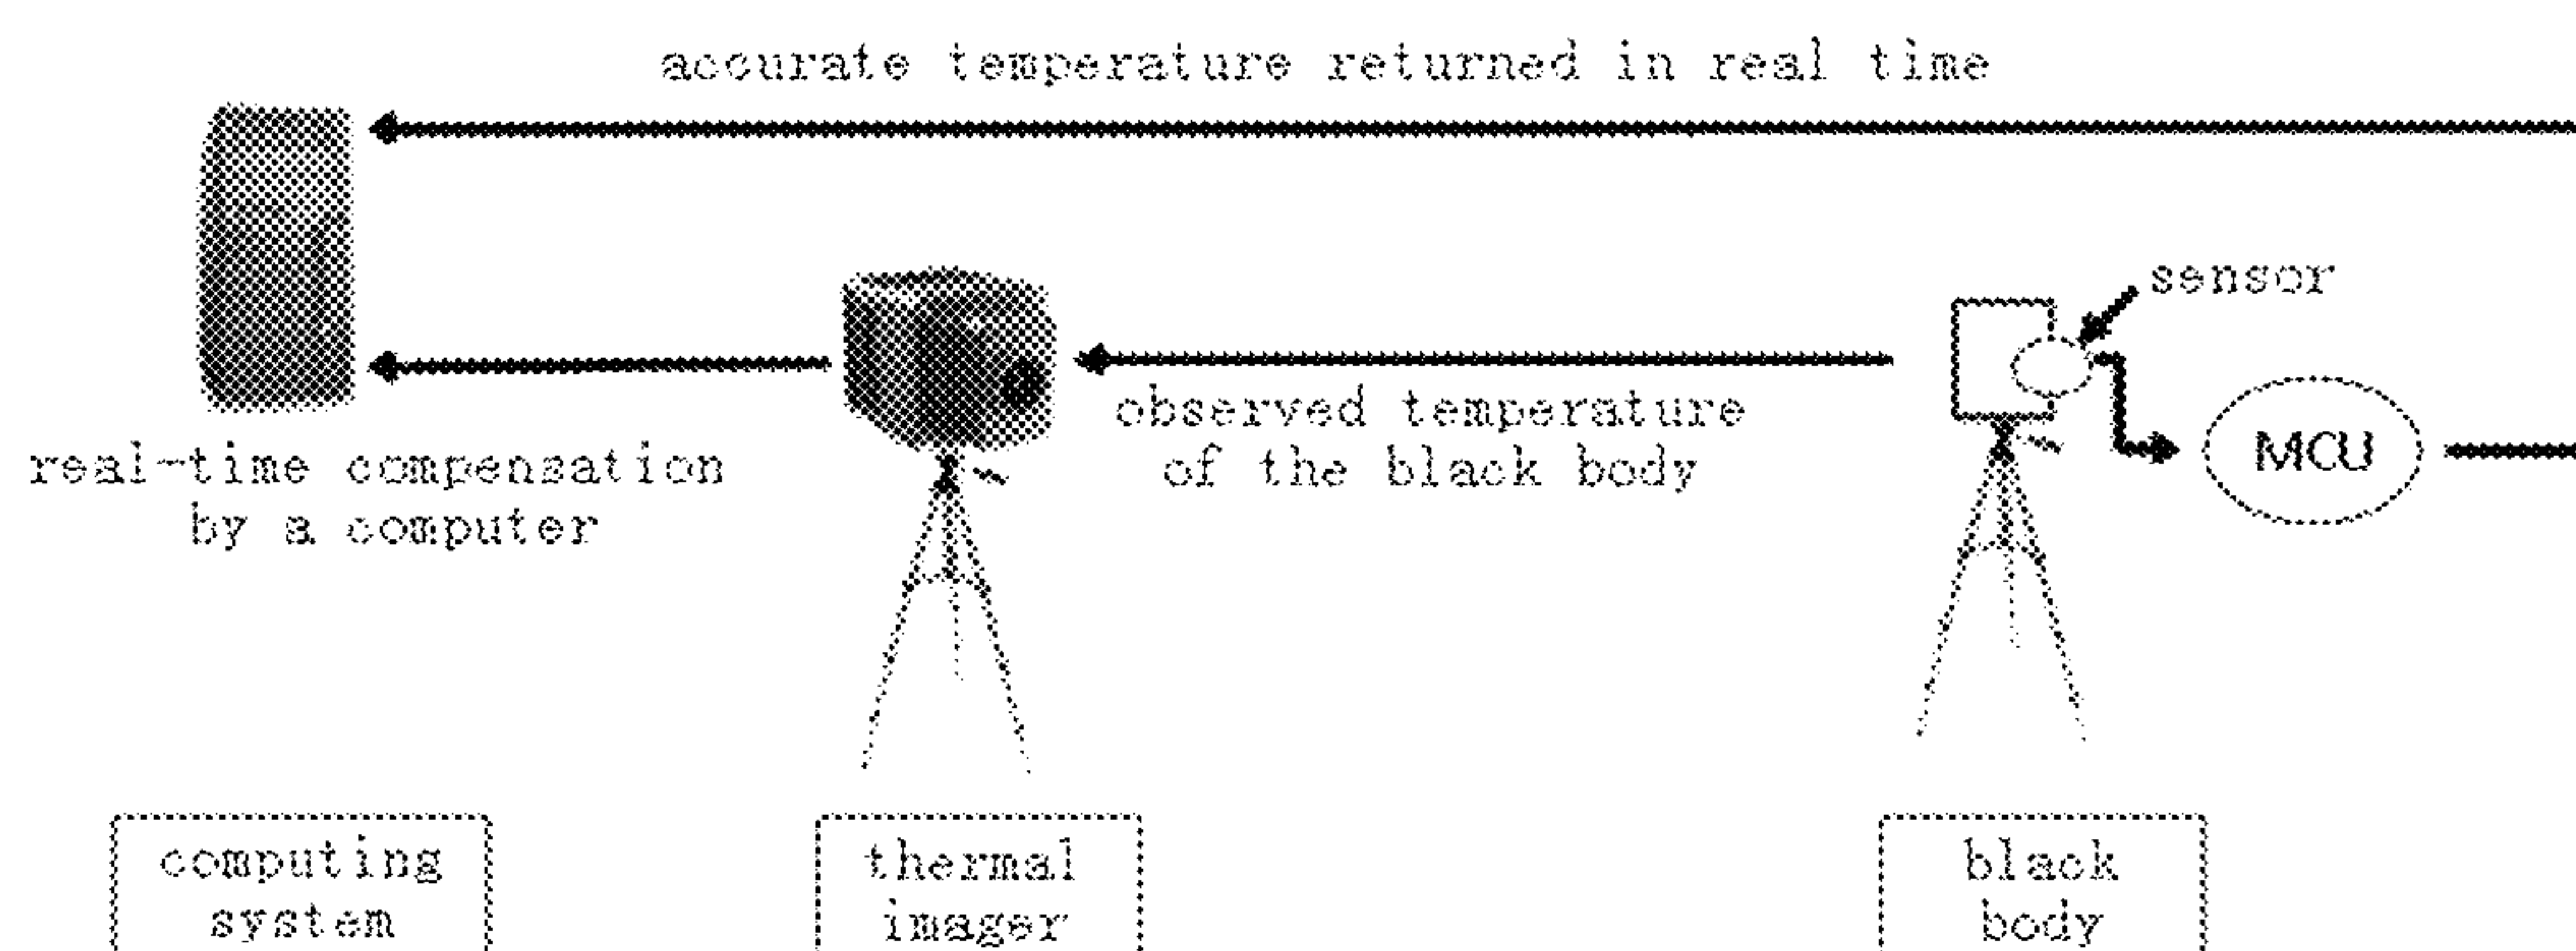 accurate temperature returned in real time
sensor
observed temperature
of the black body
MCU
real-time compensation
by a computer
computing
system
thermal
imager
black
body